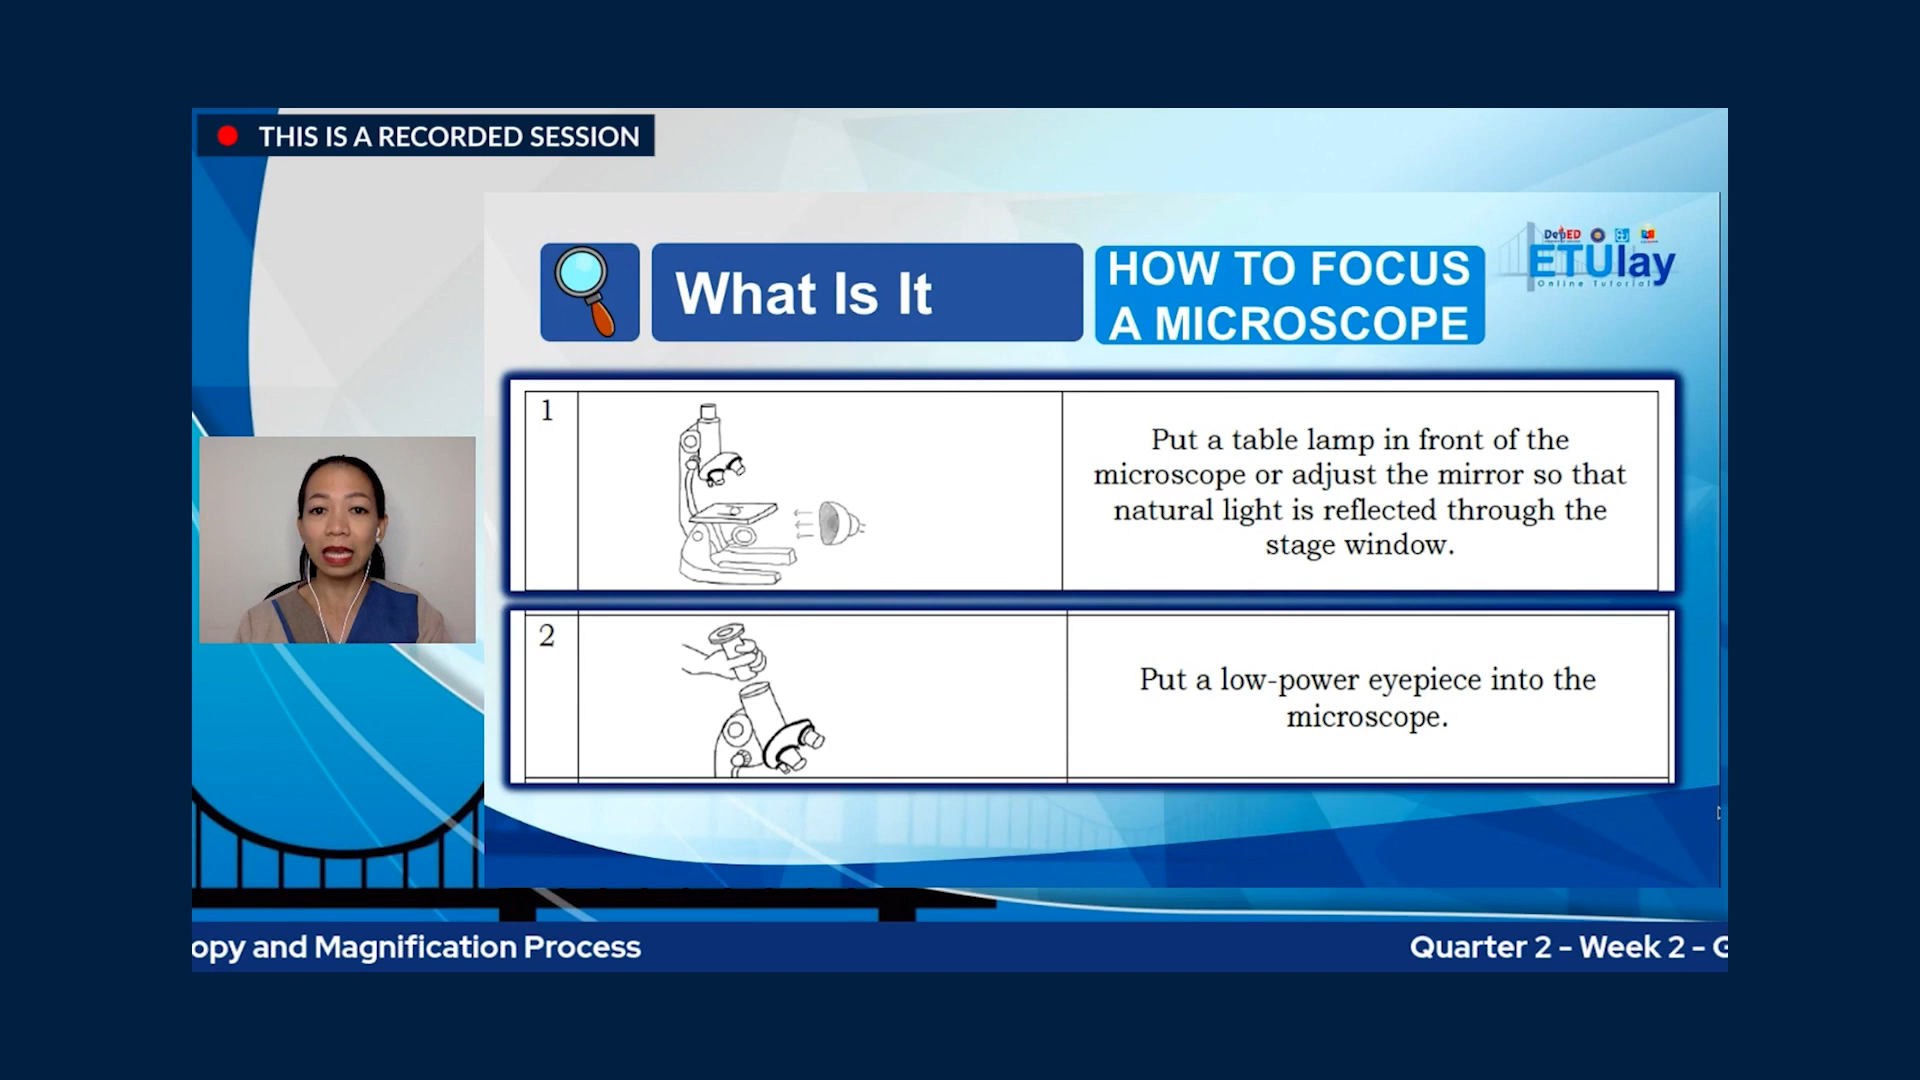 THIS IS A RECORDED SESSION
What Is It
HOW TO FOCUS
A MICROSCOPE
DepED
ETUlay
Online Tutorial
1
Put a table lamp in front of the
microscope or adjust the mirror so that
natural light is reflected through the
stage window.
2
Put a low-power eyepiece into the
microscope.
opy and Magnification Process
Quarter 2 - Week 2 - G